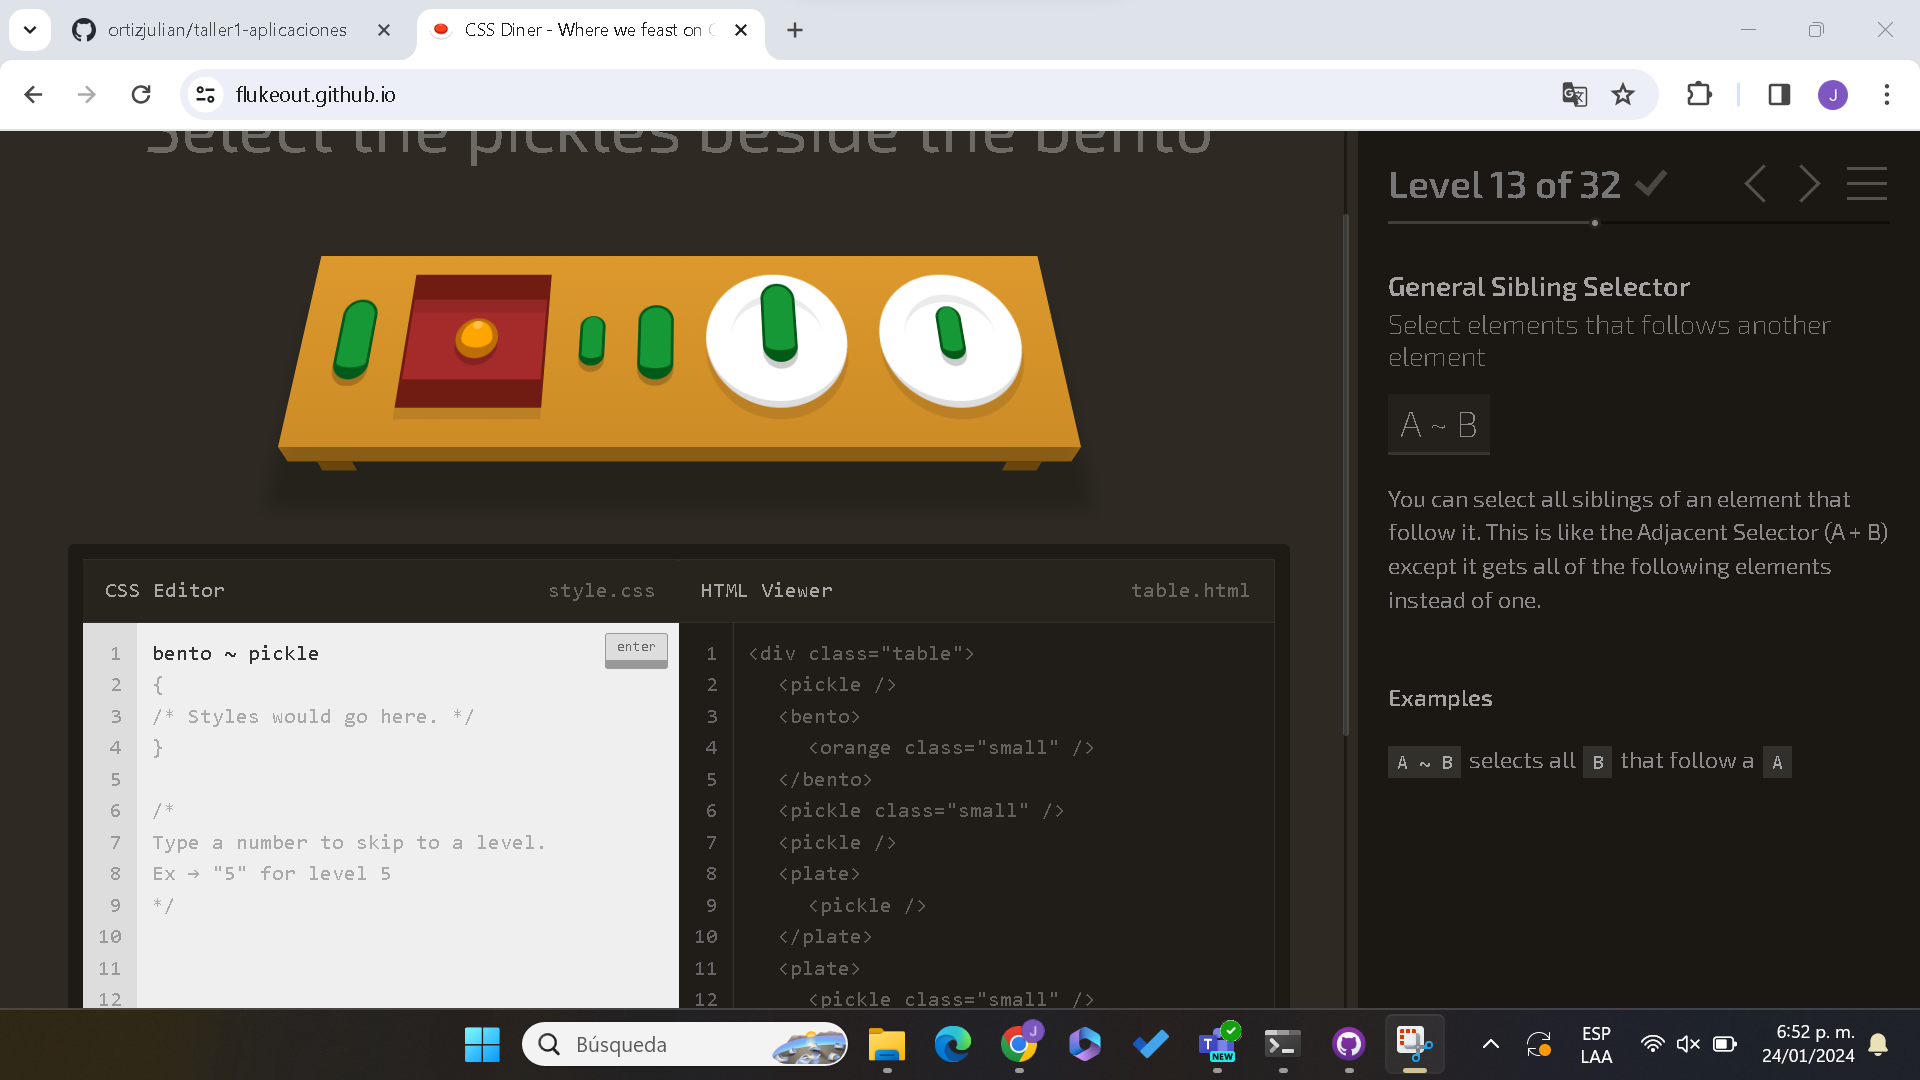 ortizjulian/taller1-aplicaciones
CSS Diner - Where we feast on
flukeout.github.io
J
Select the pickles beside the bento
Level 13 of 32
General Sibling Selector
Select elements that follows another
element
A ~ B
You can select all siblings of an element that
follow it. This is like the Adjacent Selector (A + B)
except it gets all of the following elements
instead of one.
Examples
A ~ B selects all B that follow a A
CSS Editor
style.css
1 bento ~ pickle
enter
2 {
3 /* Styles would go here. */
4 }
5
6 /*
7 Type a number to skip to a level.
8 Ex → "5" for level 5
9 */
10
11
12
HTML Viewer
table.html
1 <div class="table">
2 <pickle />
3 <bento>
4 <orange class="small" />
5 </bento>
6 <pickle class="small" />
7 <pickle />
8 <plate>
9 <pickle />
10 </plate>
11 <plate>
12 <pickle class="small" />
Búsqueda
J
T
NEW
ESP
LAA
6:52 p. m.
24/01/2024